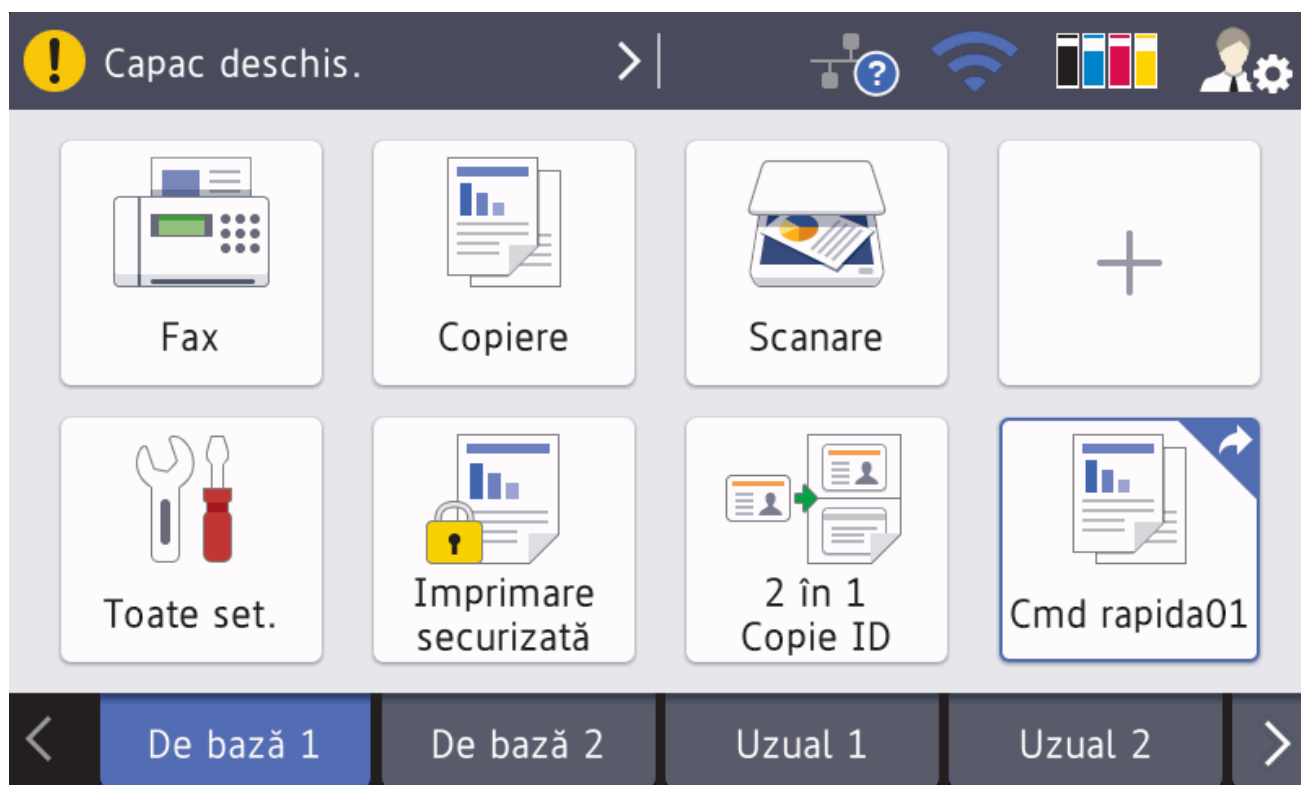 Capac deschis.
Fax
Copiere
Scanare
Toate set.
Imprimare
securizată
2 în 1
Copie ID
Cmd rapida01
De bază 1
De bază 2
Uzual 1
Uzual 2